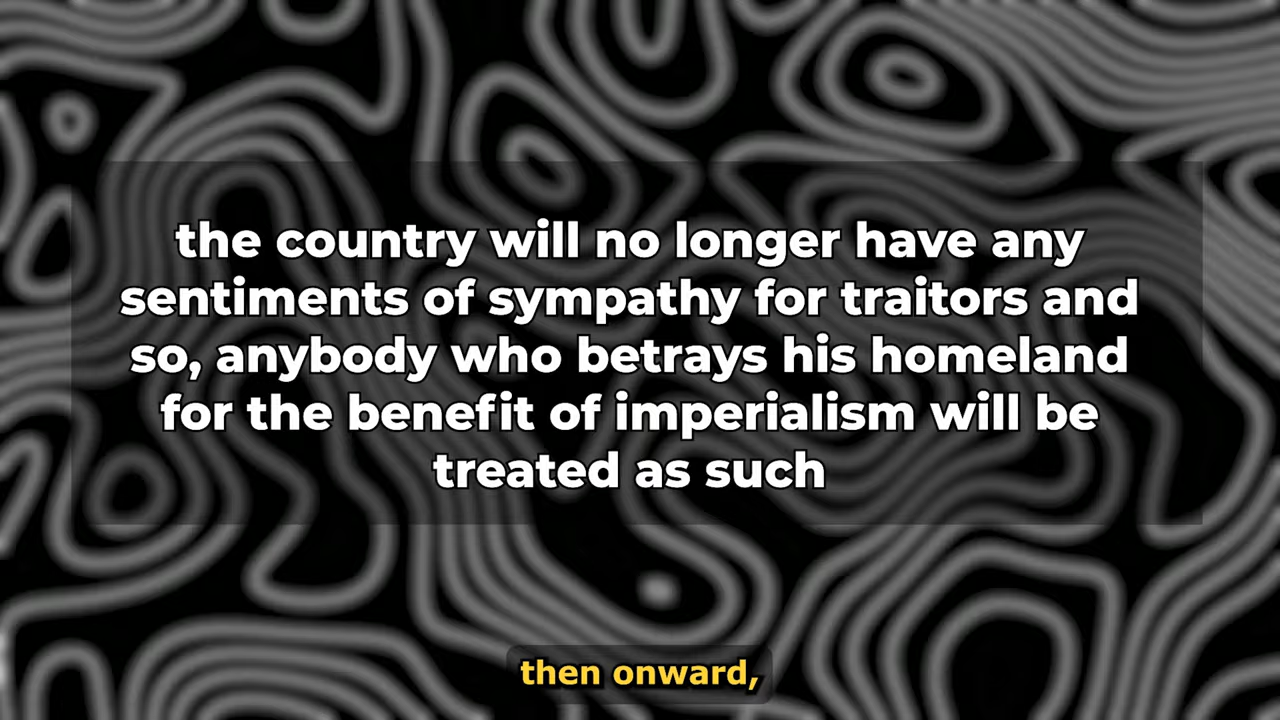 the country will no longer have any
sentiments of sympathy for traitors and
so, anybody who betrays his homeland
for the benefit of imperialism will be
treated as such
then onward,